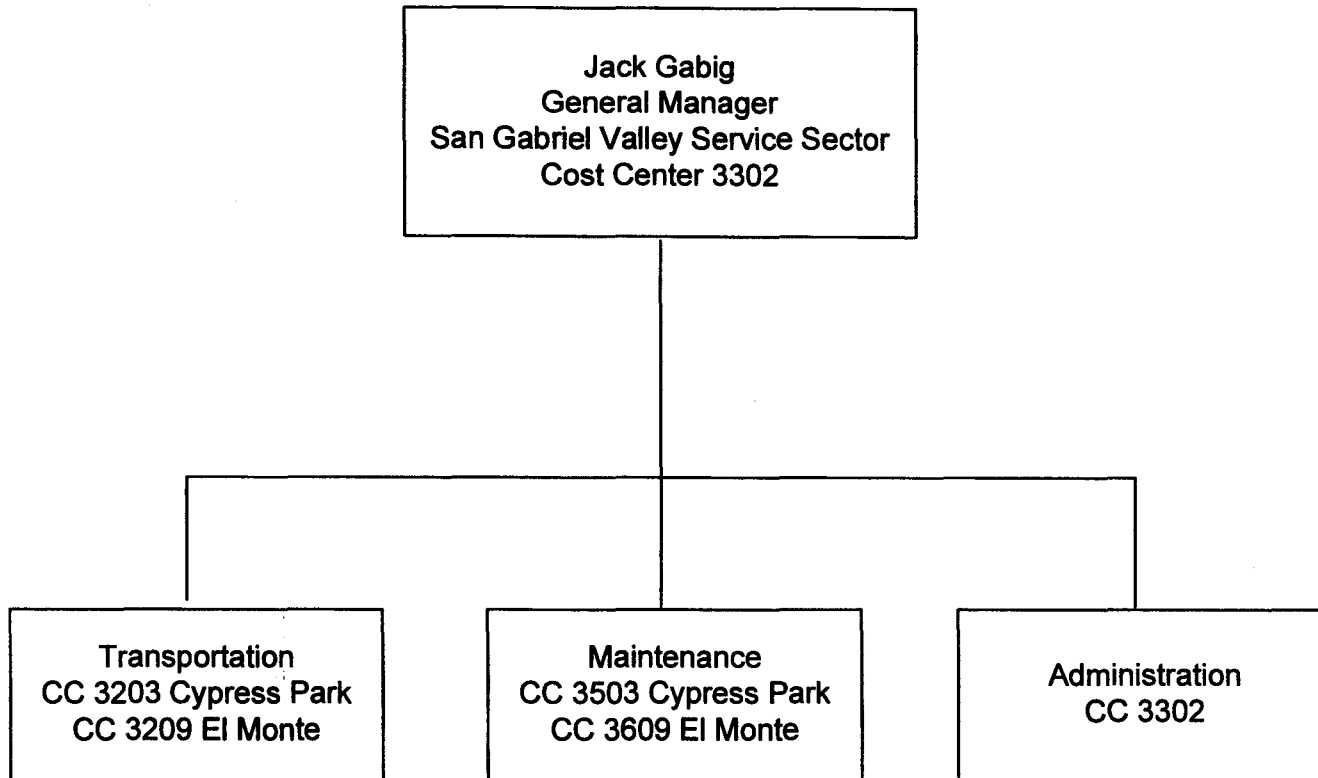 Jack Gabig
General Manager
San Gabriel Valley Service Sector
Cost Center 3302
Transportation
CC 3203 Cypress Park
CC 3209 El Monte
Maintenance
CC 3503 Cypress Park
CC 3609 El Monte
Administration
CC 3302